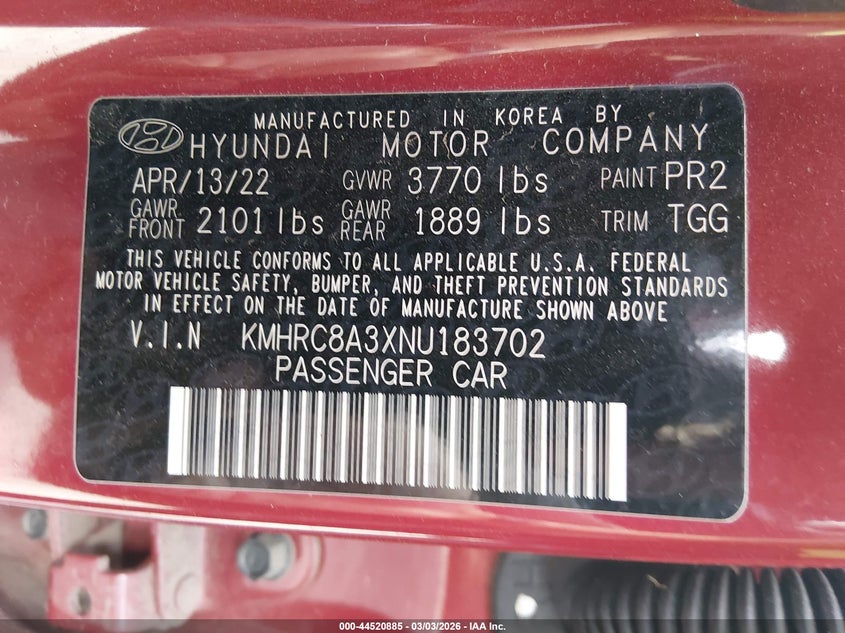 MANUFACTURED IN KOREA BY
HYUNDAI MOTOR COMPANY
APR/13/22 GVWR 3770 lbs PAINT PR2
GAWR FRONT 2101 lbs GAWR REAR 1889 lbs TRIM TGG
THIS VEHICLE CONFORMS TO ALL APPLICABLE U.S.A. FEDERAL
MOTOR VEHICLE SAFETY, BUMPER, AND THEFT PREVENTION STANDARDS
IN EFFECT ON THE DATE OF MANUFACTURE SHOWN ABOVE
V.I.N KMHRC8A3XNU183702
PASSENGER CAR
000-44520885 | 03/03/2026 | IAA Inc.